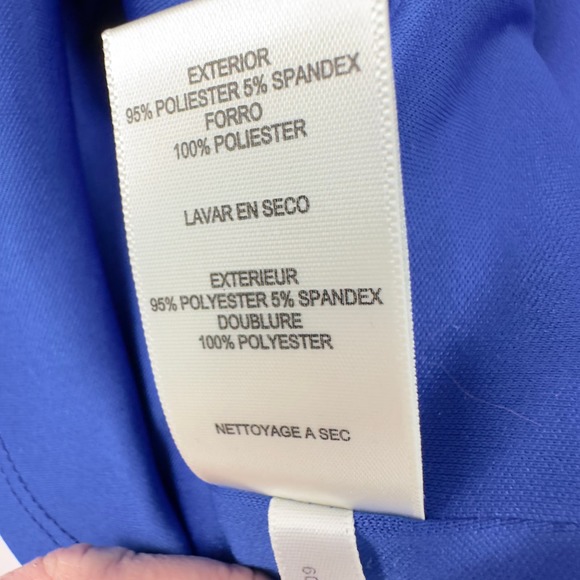 EXTERIOR
95% POLIESTER 5% SPANDEX
FORRO
100% POLIESTER
LAVAR EN SECO
EXTERIEUR
95% POLYESTER 5% SPANDEX
DOUBLURE
100% POLYESTER
NETTOYAGE A SEC